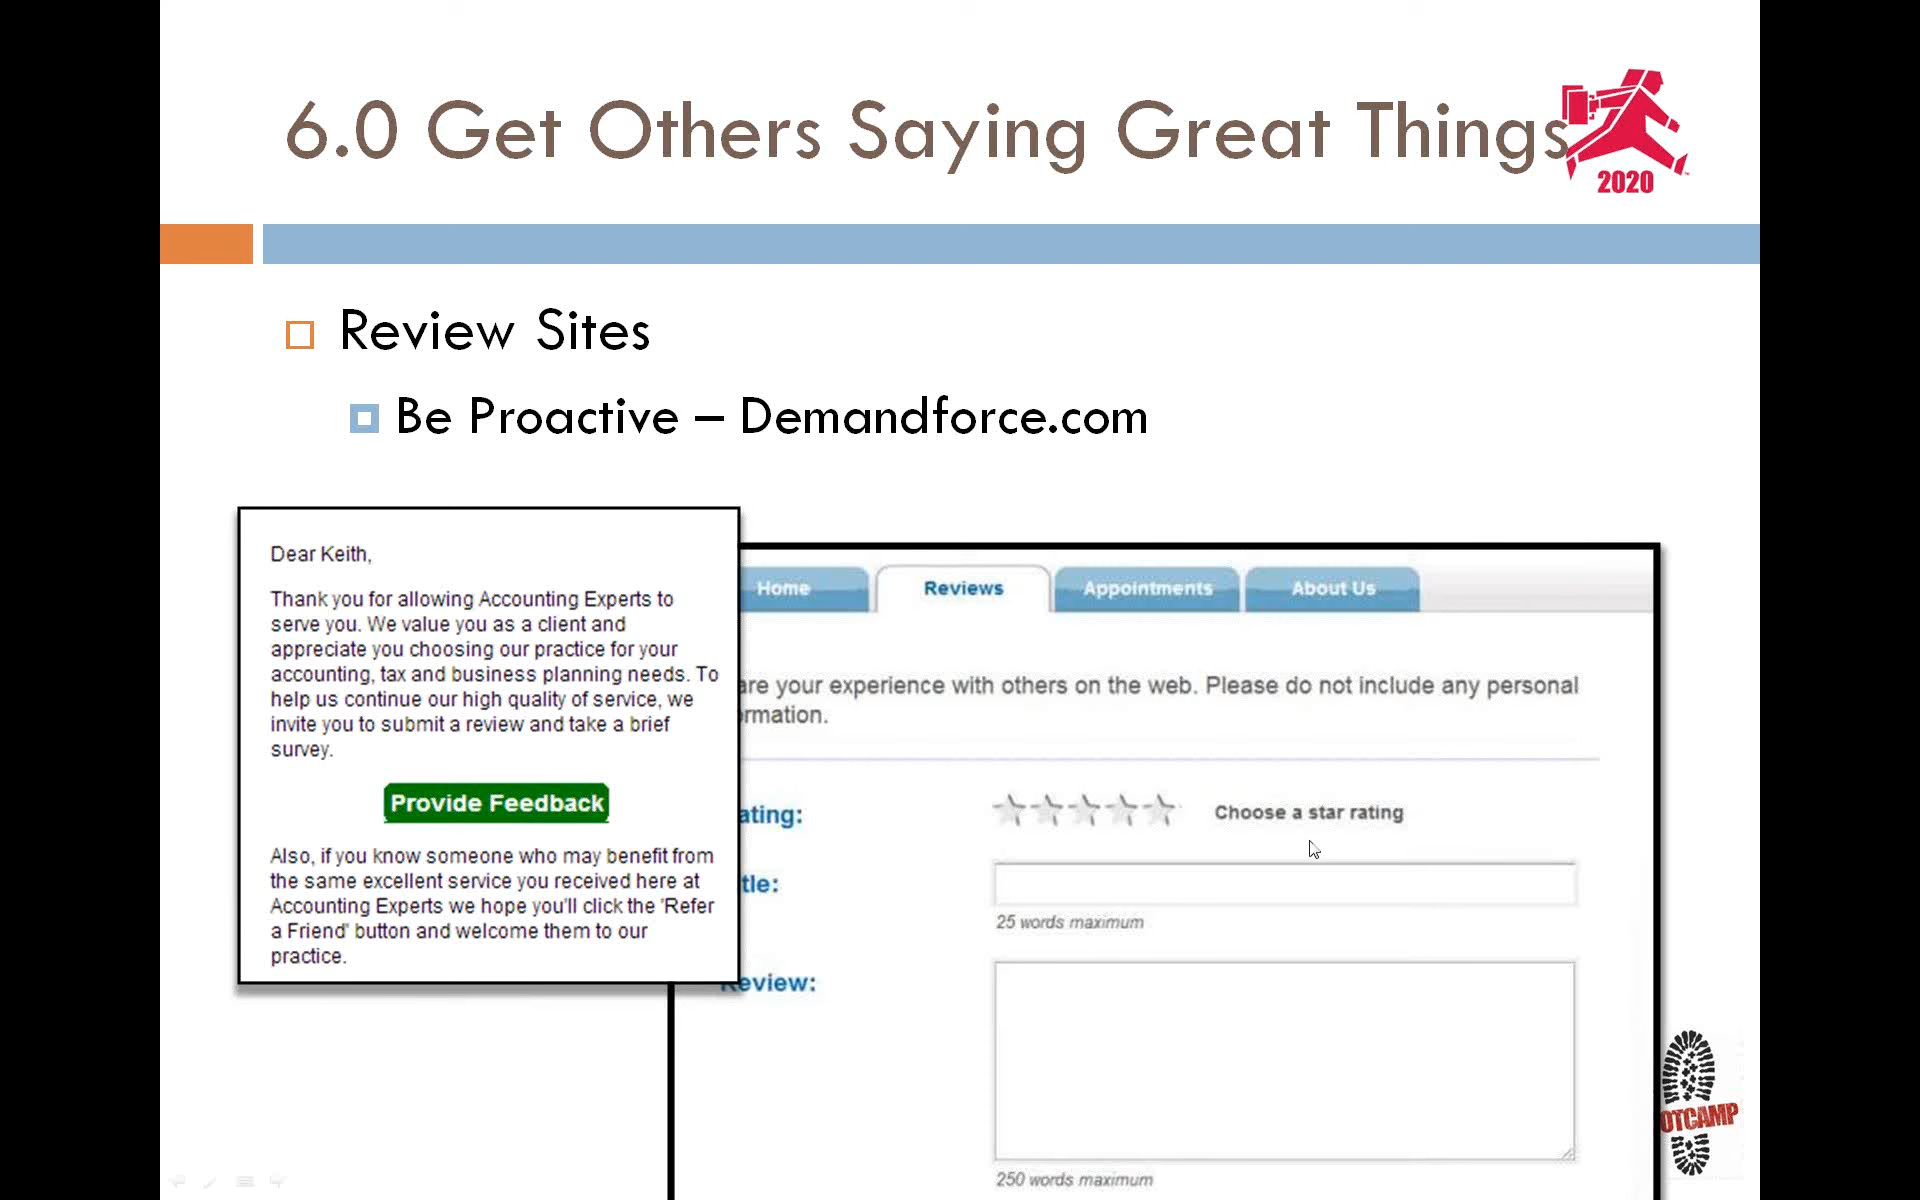 6.0 Get Others Saying Great Things
2020
Review Sites
Be Proactive – Demandforce.com
Dear Keith,
Thank you for allowing Accounting Experts to
serve you. We value you as a client and
appreciate you choosing our practice for your
accounting, tax and business planning needs. To
help us continue our high quality of service, we
invite you to submit a review and take a brief
survey.
Provide Feedback
Also, if you know someone who may benefit from
the same excellent service you received here at
Accounting Experts we hope you'll click the 'Refer
a Friend' button and welcome them to our
practice.
Home Reviews Appointments About Us
are your experience with others on the web. Please do not include any personal
rmation.
ating: Choose a star rating
tle:
25 words maximum
Review:
250 words maximum
OTCAMP